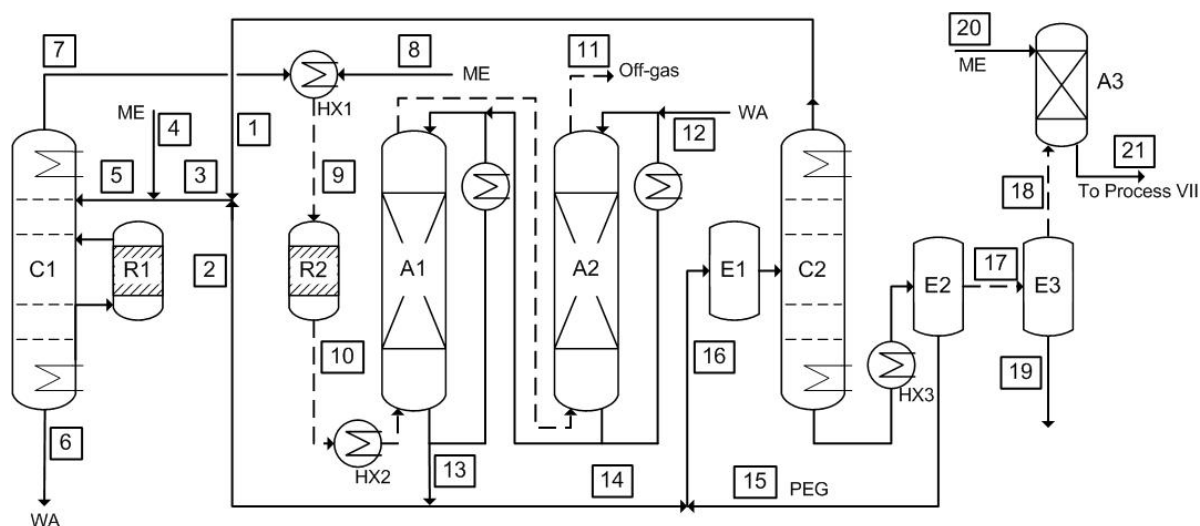 7
8
ME
HX1
11
Off-gas
20
ME
A3
ME
4
1
5
3
9
12
WA
21
To Process VII
18
C1
R1
2
R2
A1
A2
E1
C2
E2
17
E3
10
16
HX3
19
6
HX2
13
14
15
PEG
WA